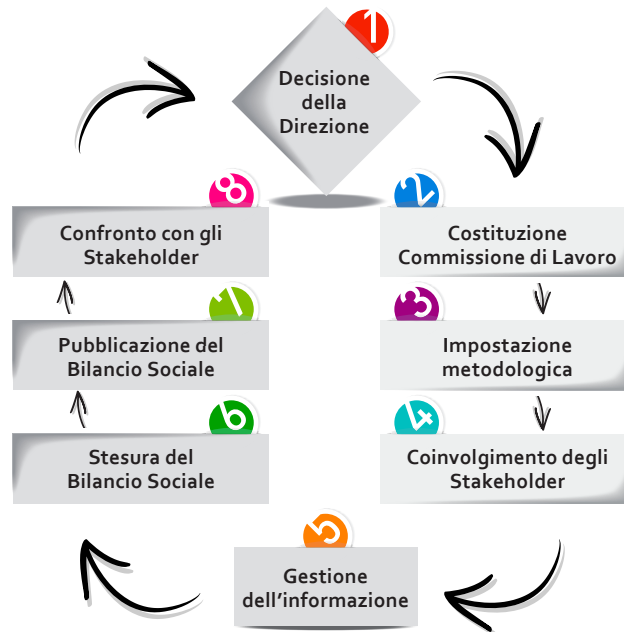 1
Decisione
della
Direzione
2
Costituzione
Commissione di Lavoro
3
Impostazione
metodologica
4
Coinvolgimento degli
Stakeholder
5
Gestione
dell'informazione
6
Stesura del
Bilancio Sociale
7
Pubblicazione del
Bilancio Sociale
8
Confronto con gli
Stakeholder